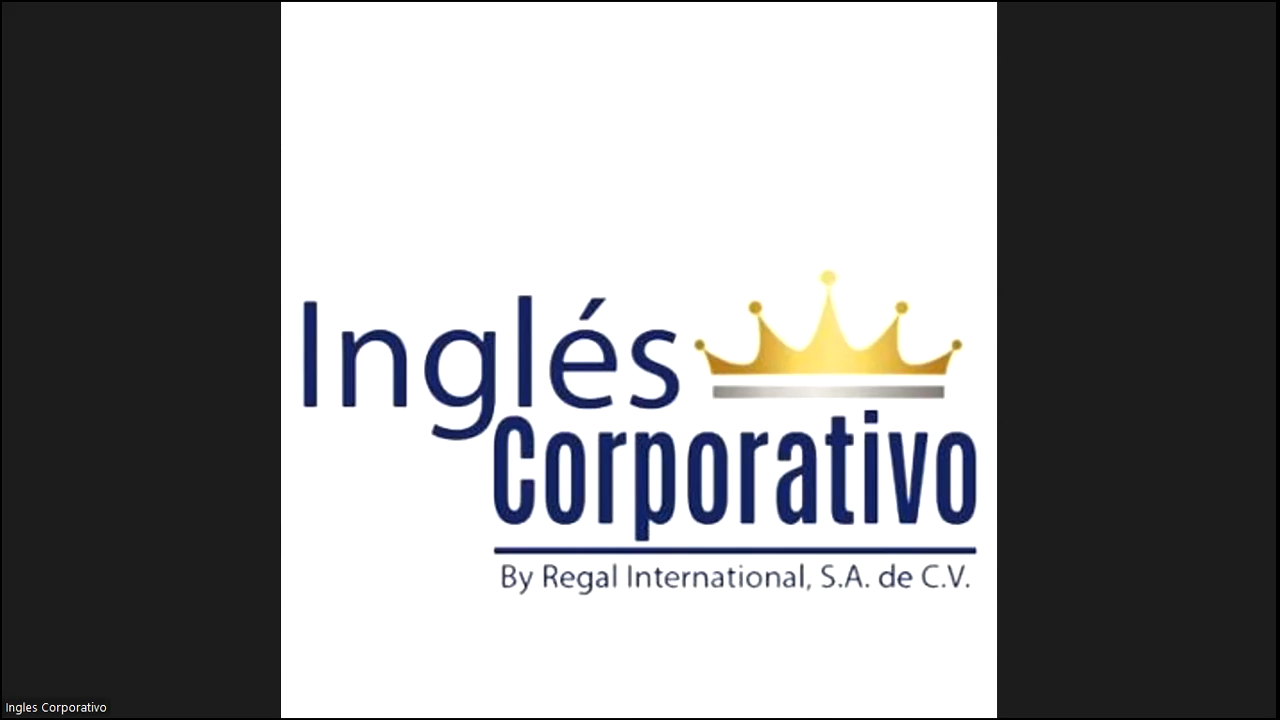 Inglés
Corporativo
By Regal International, S.A. de C.V.
Ingles Corporativo